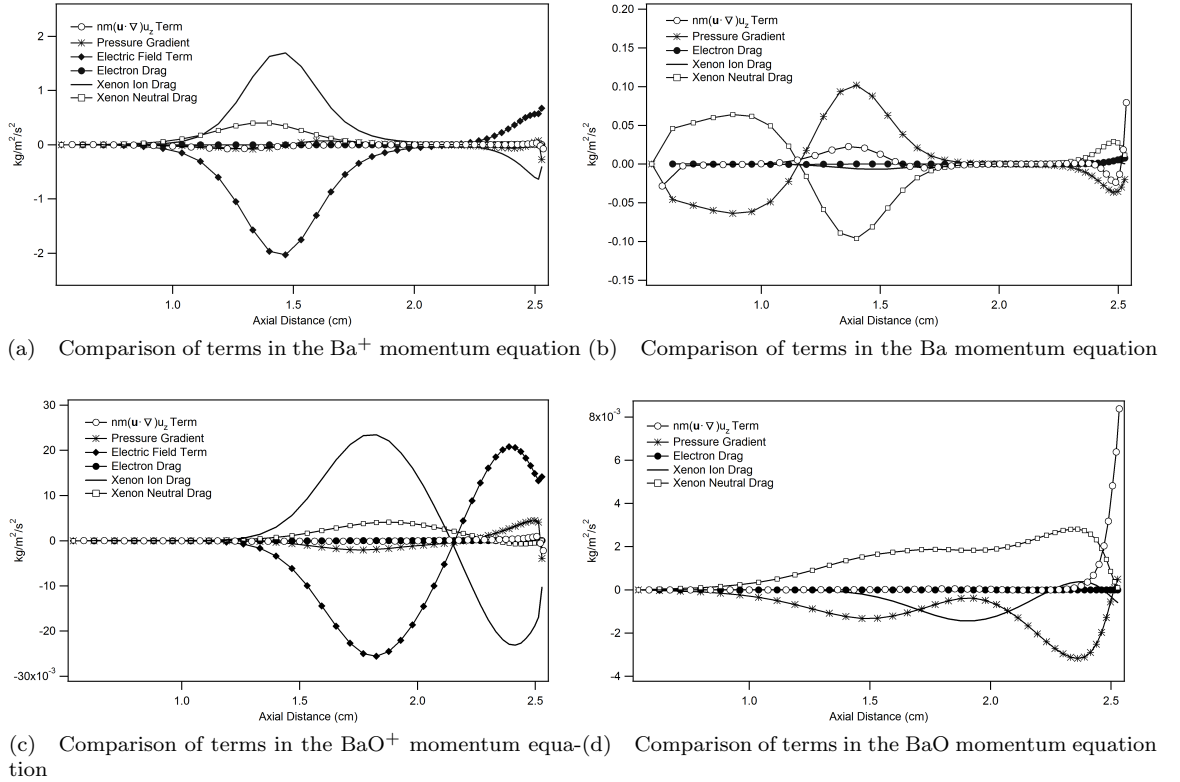 2
1
0
-1
-2
kg/m²/s²
nm(u·∇)u_z Term
Pressure Gradient
Electric Field Term
Electron Drag
Xenon Ion Drag
Xenon Neutral Drag
1.0 1.5 2.0 2.5
Axial Distance (cm)
(a) Comparison of terms in the Ba⁺ momentum equation
0.20
0.15
0.10
0.05
0.00
-0.05
-0.10
-0.15
kg/m²/s²
nm(u·∇)u_z Term
Pressure Gradient
Electron Drag
Xenon Ion Drag
Xenon Neutral Drag
1.0 1.5 2.0 2.5
Axial Distance (cm)
(b) Comparison of terms in the Ba momentum equation
30
20
10
0
-10
-20
-30x10⁻³
kg/m²/s²
nm(u·∇)u_z Term
Pressure Gradient
Electric Field Term
Electron Drag
Xenon Ion Drag
Xenon Neutral Drag
1.0 1.5 2.0 2.5
Axial Distance (cm)
(c) Comparison of terms in the BaO⁺ momentum equa-
tion
8x10⁻³
6
4
2
0
-2
-4
kg/m²/s²
nm(u·∇)u_z Term
Pressure Gradient
Electron Drag
Xenon Ion Drag
Xenon Neutral Drag
1.0 1.5 2.0 2.5
Axial Distance (cm)
(d) Comparison of terms in the BaO momentum equation